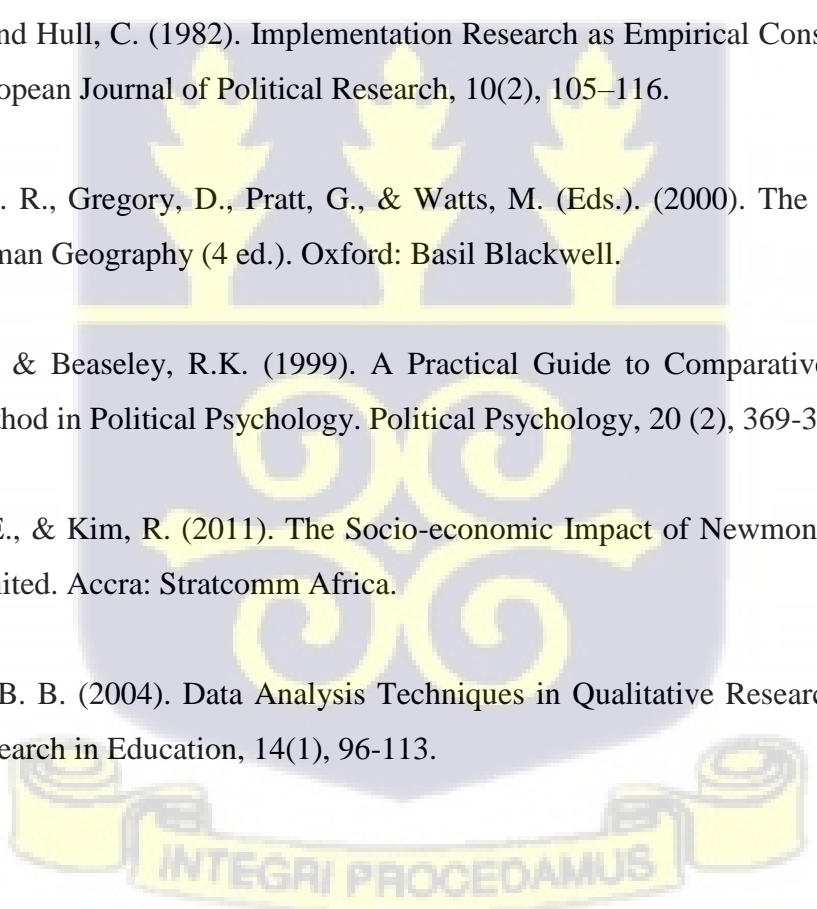 nd Hull, C. (1982). Implementation Research as Empirical Cons
opean Journal of Political Research, 10(2), 105–116.
. R., Gregory, D., Pratt, G., & Watts, M. (Eds.). (2000). The
man Geography (4 ed.). Oxford: Basil Blackwell.
& Beaseley, R.K. (1999). A Practical Guide to Comparative
thod in Political Psychology. Political Psychology, 20 (2), 369-3
E., & Kim, R. (2011). The Socio-economic Impact of Newmon
ited. Accra: Stratcomm Africa.
B. B. (2004). Data Analysis Techniques in Qualitative Researc
earch in Education, 14(1), 96-113.
INTEGRI PROCEDAMUS